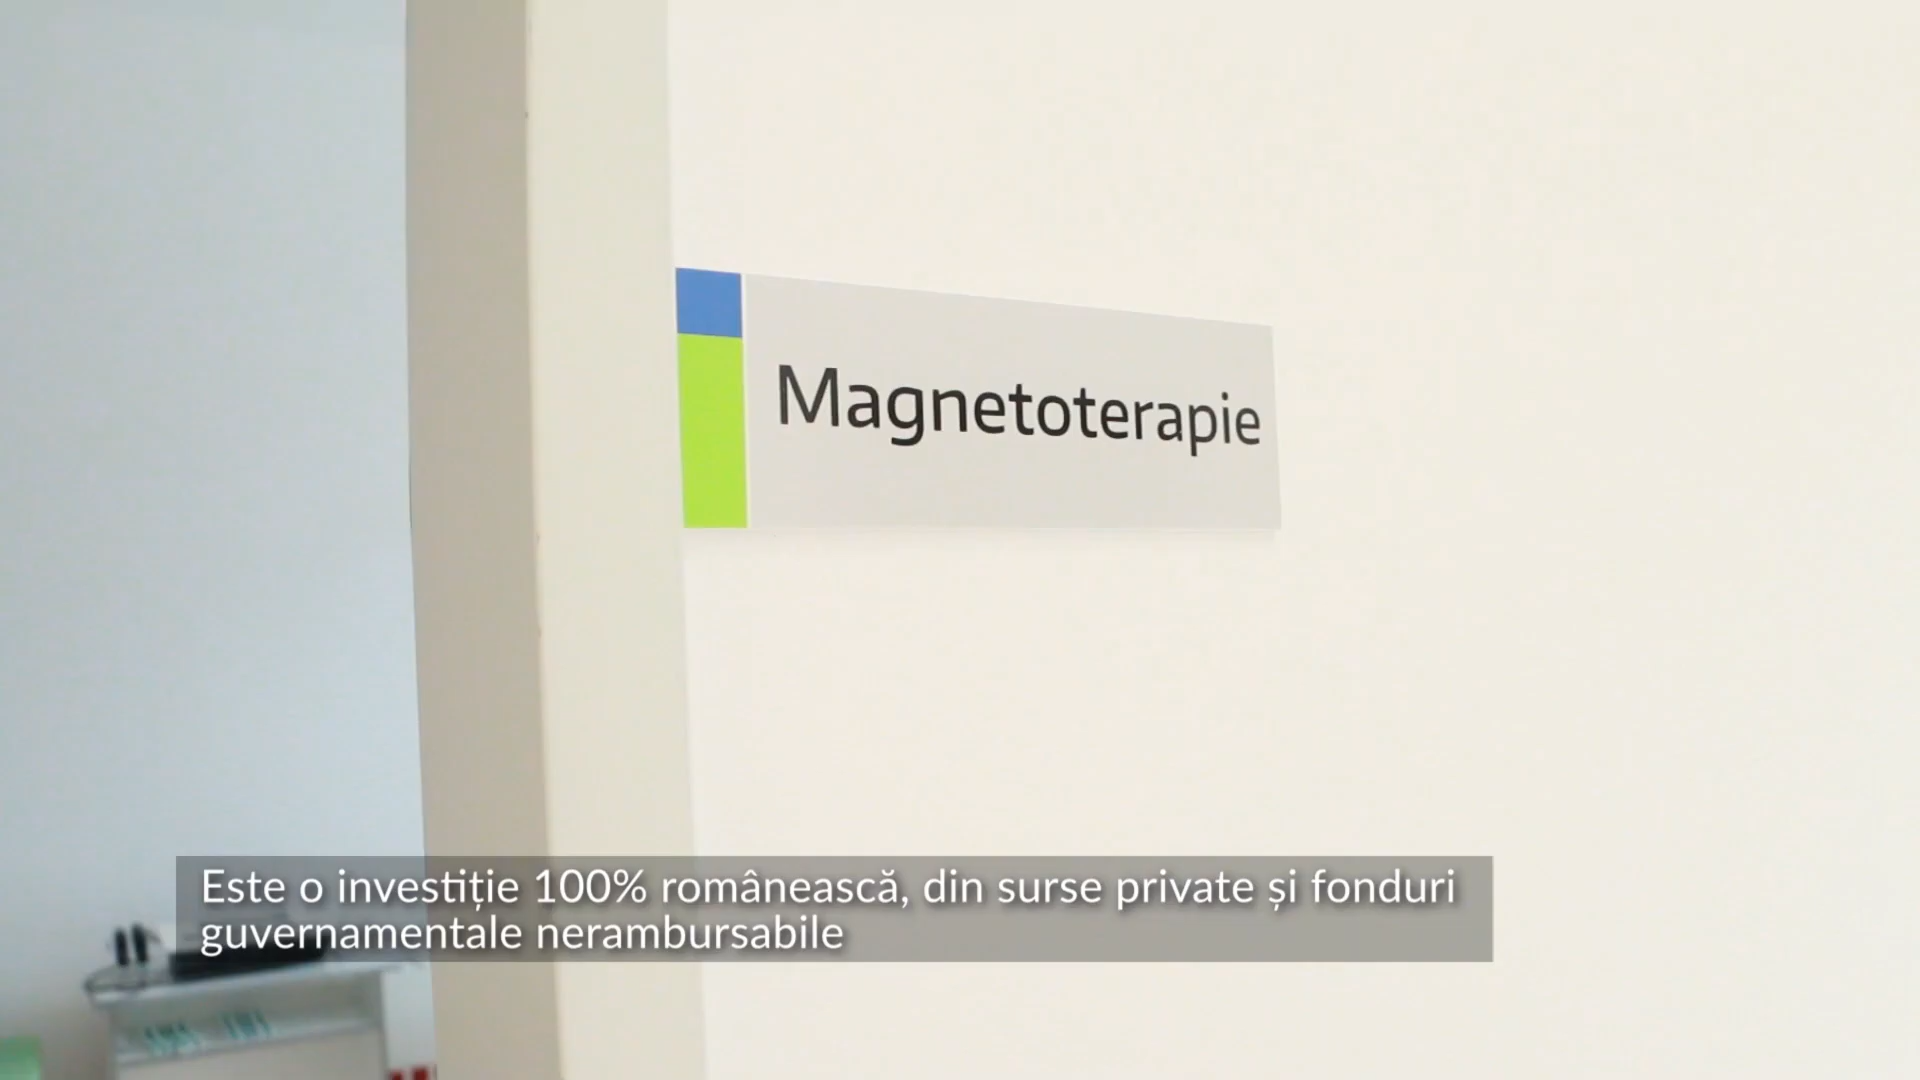 Magnetoterapie
Este o investiție 100% românească, din surse private și fonduri
guvernamentale nerambursabile